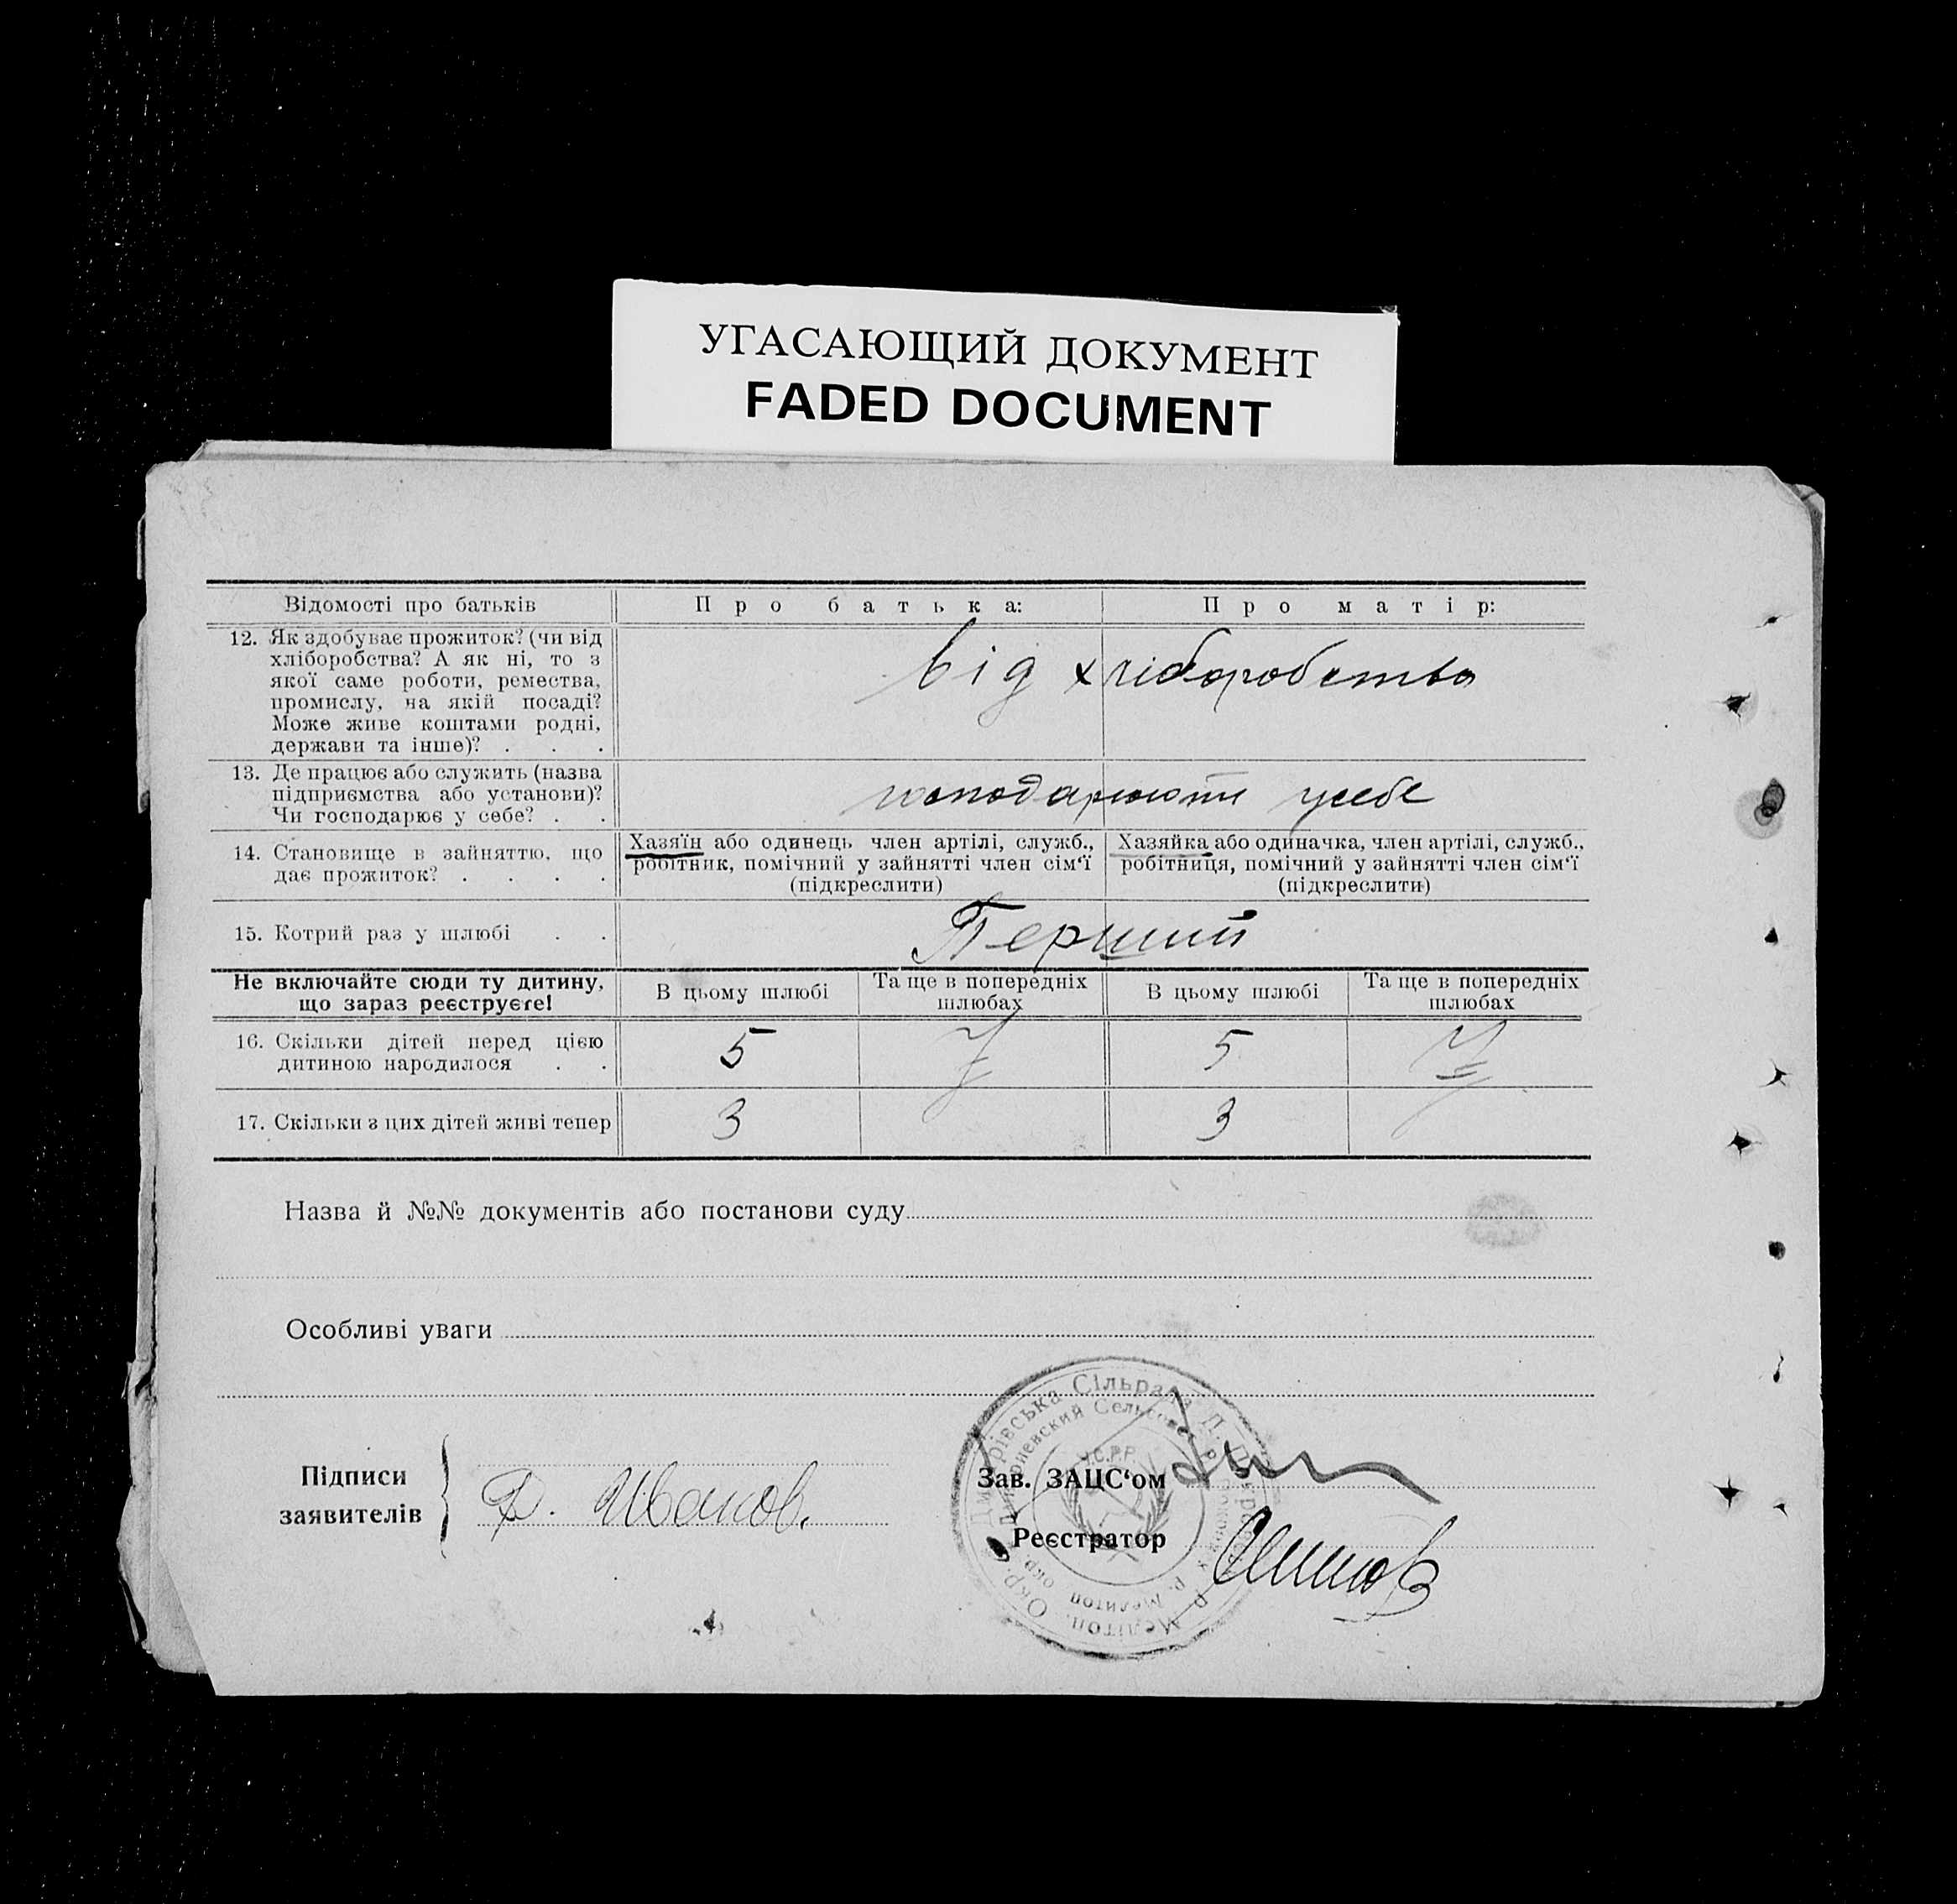 УГАСАЮЩИЙ ДОКУМЕНТ
FADED DOCUMENT
Відомості про батьків
Про батька:
Про матір:
12. Як здобуває прожиток? (чи від
хліборобства? А як ні, то з
якої саме роботи, ремества,
промислу, на якій посаді?
Може живе коштами родні,
держави та інше)? . . .
від хліборобства
13. Де працює або служить (назва
підприємства або установи)?
Чи господарює у себе? . .
господарюють усебе
14. Становище в зайняттю, що
дає прожиток? . . . .
Хазяїн або одинець член артілі, служб.,
робітник, помічний у зайнятті член сім'ї
(підкреслити)
Хазяйка або одиначка, член артілі, служб.,
робітниця, помічний у зайнятті член сім'ї
(підкреслити)
15. Котрий раз у шлюбі . .
Перший
Не включайте сюди ту дитину,
що зараз реєструєте!
В цьому шлюбі
Та ще в попередніх
шлюбах
В цьому шлюбі
Та ще в попередніх
шлюбах
16. Скільки дітей перед цією
дитиною народилося . .
5
5
17. Скільки з цих дітей живі тепер
3
3
Назва й №№ документів або постанови суду
Особливі уваги
Підписи
заявителів
Ф. Иванов.
Зав. ЗАЦС'ом
Реєстратор
Сільрада
Мелітоп. Окр.
Мелитоп окр
У.С.Р.Р.